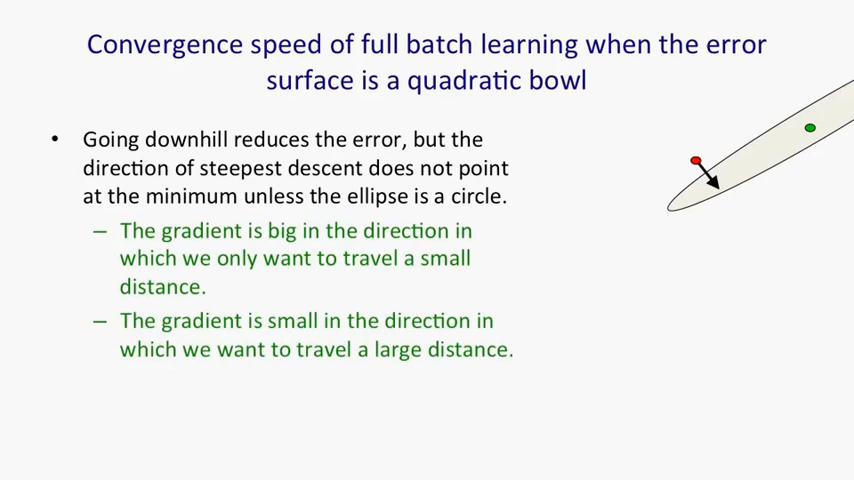 Convergence speed of full batch learning when the error
surface is a quadratic bowl
• Going downhill reduces the error, but the
direction of steepest descent does not point
at the minimum unless the ellipse is a circle.
– The gradient is big in the direction in
which we only want to travel a small
distance.
– The gradient is small in the direction in
which we want to travel a large distance.